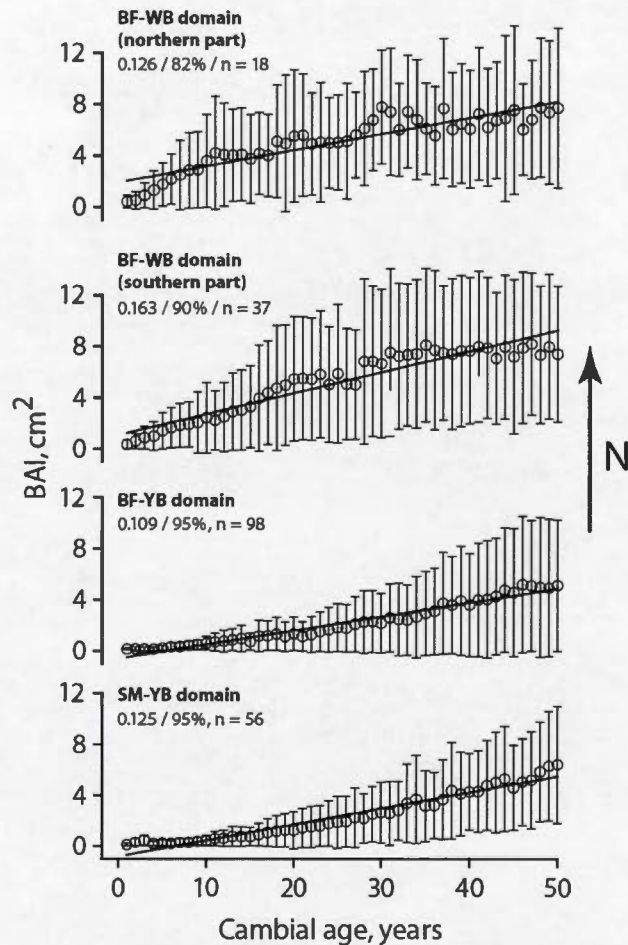 BF-WB domain
(northern part)
0.126 / 82% / n = 18
12
8
4
0
BF-WB domain
(southern part)
0.163 / 90% / n = 37
12
8
4
0
BAI, cm²
N
BF-YB domain
0.109 / 95%, n = 98
12
8
4
0
SM-YB domain
0.125 / 95%, n = 56
12
8
4
0
0 10 20 30 40 50
Cambial age, years